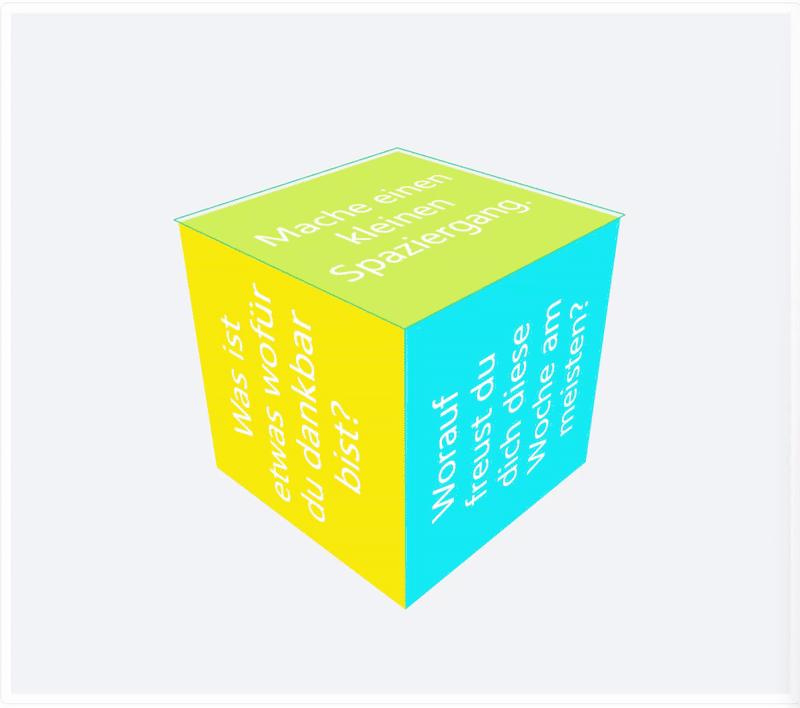 Mache einen
kleinen
Spaziergang.
Was ist
etwas wofür
du dankbar
bist?
Worauf
freust du
dich diese
Woche am
meisten?